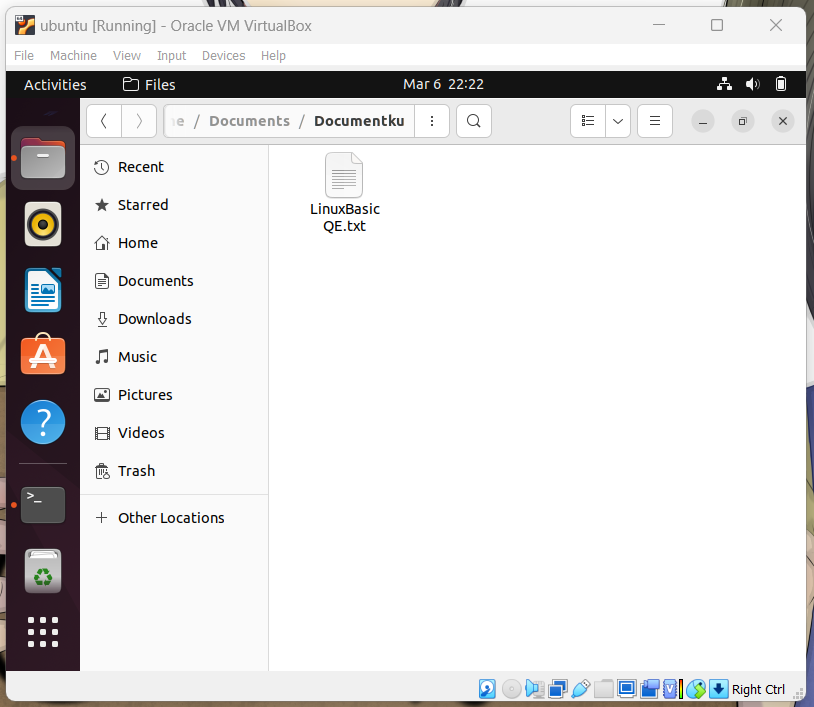 ubuntu [Running] - Oracle VM VirtualBox
File Machine View Input Devices Help
Activities Files Mar 6 22:22
/ Documents / Documentku
Recent
Starred
Home
Documents
Downloads
Music
Pictures
Videos
Trash
Other Locations
LinuxBasic
QE.txt
Right Ctrl